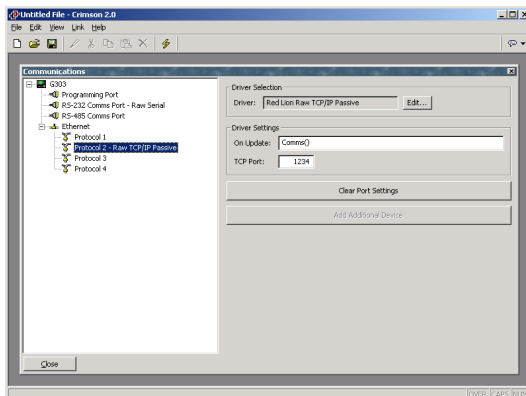 Untitled File - Crimson 2.0
File Edit View Link Help
Communications
G303
Programming Port
RS-232 Comms Port - Raw Serial
RS-485 Comms Port
Ethernet
Protocol 1
Protocol 2 - Raw TCP/IP Passive
Protocol 3
Protocol 4
Driver Selection
Driver: Red Lion Raw TCP/IP Passive Edit...
Driver Settings
On Update: Comms()
TCP Port: 1234
Clear Port Settings
Add Additional Device
Close
OVER CAPS NUM